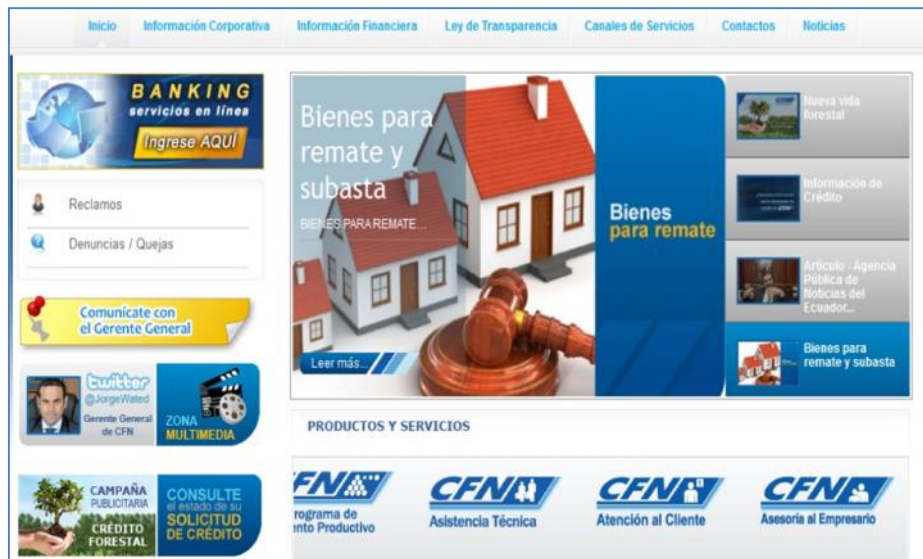 Inicio
Información Corporativa
Información Financiera
Ley de Transparencia
Canales de Servicios
Contactos
Noticias
BANKING
servicios en línea
Ingrese AQUÍ
Reclamos
Denuncias / Quejas
Comunícate con
el Gerente General
twitter
@JorgeWated
Gerente General
de CFN
ZONA
MULTIMEDIA
CAMPAÑA
PUBLICITARIA
CRÉDITO
FORESTAL
CONSULTE
el estado de su
SOLICITUD
DE CRÉDITO
Bienes para
remate y
subasta
BIENES PARA REMATE...
Leer más...
Bienes
para remate
Nueva vida
forestal
Información de
Crédito
Artículo - Agencia
Pública de
Noticias del
Ecuador...
Bienes para
remate y subasta
PRODUCTOS Y SERVICIOS
FN
rograma de
nto Productivo
CFN
Asistencia Técnica
CFN
Atención al Cliente
CFN
Asesoría al Empresario